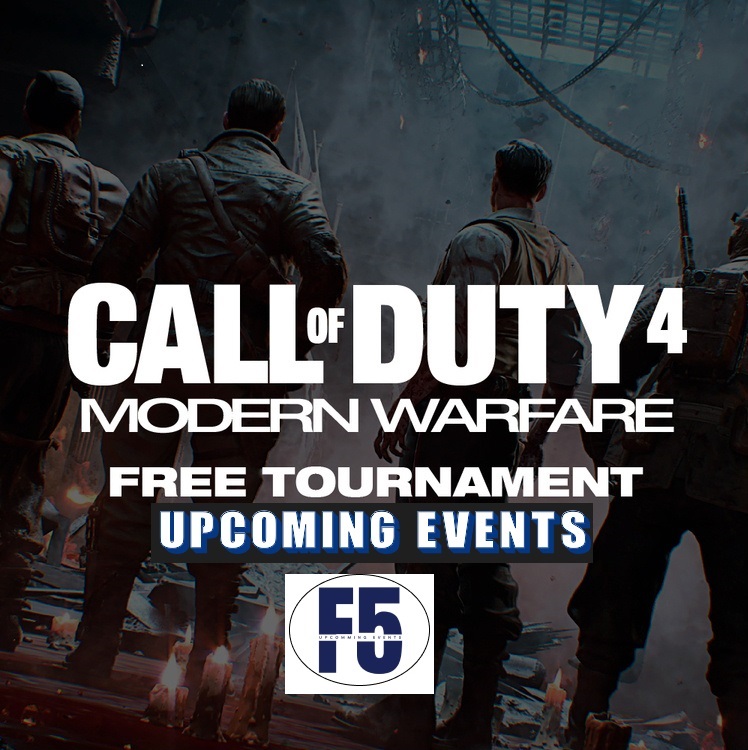 CALL OF DUTY 4
MODERN WARFARE
FREE TOURNAMENT
UPCOMING EVENTS
F5
UPCOMMING EVENTS